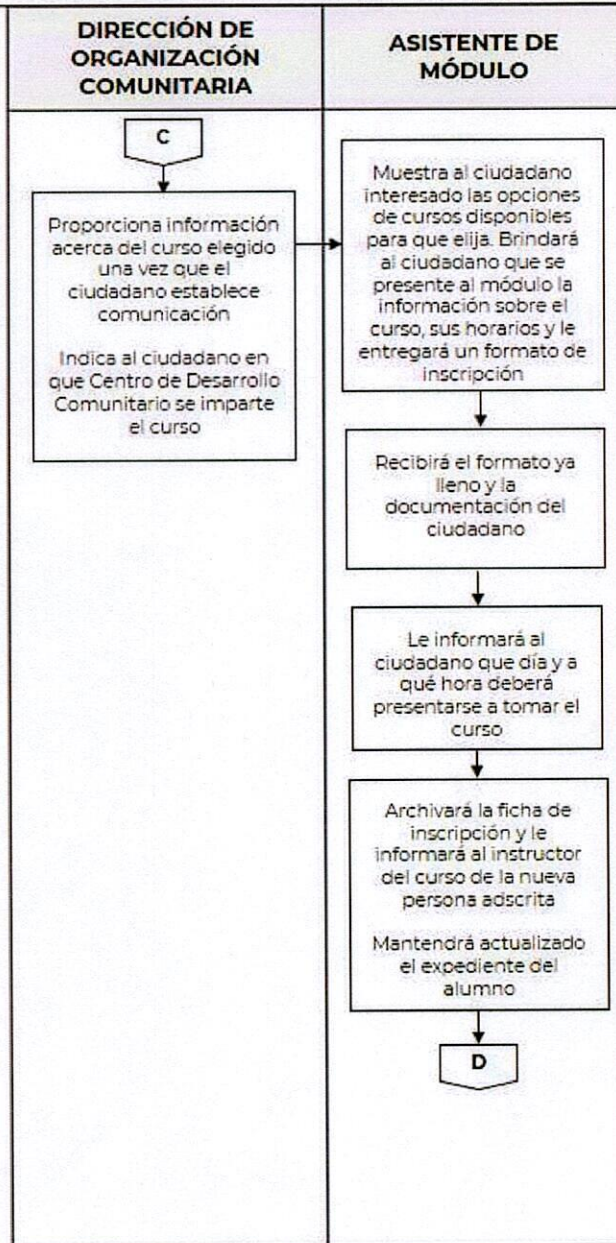 DIRECCIÓN DE
ORGANIZACIÓN
COMUNITARIA
ASISTENTE DE
MÓDULO
C
Proporciona información
acerca del curso elegido
una vez que el
ciudadano establece
comunicación
Indica al ciudadano en
que Centro de Desarrollo
Comunitario se imparte
el curso
Muestra al ciudadano
interesado las opciones
de cursos disponibles
para que elija. Brindará
al ciudadano que se
presente al módulo la
información sobre el
curso, sus horarios y le
entregará un formato de
inscripción
Recibirá el formato ya
lleno y la
documentación del
ciudadano
Le informará al
ciudadano que día y a
qué hora deberá
presentarse a tomar el
curso
Archivará la ficha de
inscripción y le
informará al instructor
del curso de la nueva
persona adscrita
Mantendrá actualizado
el expediente del
alumno
D